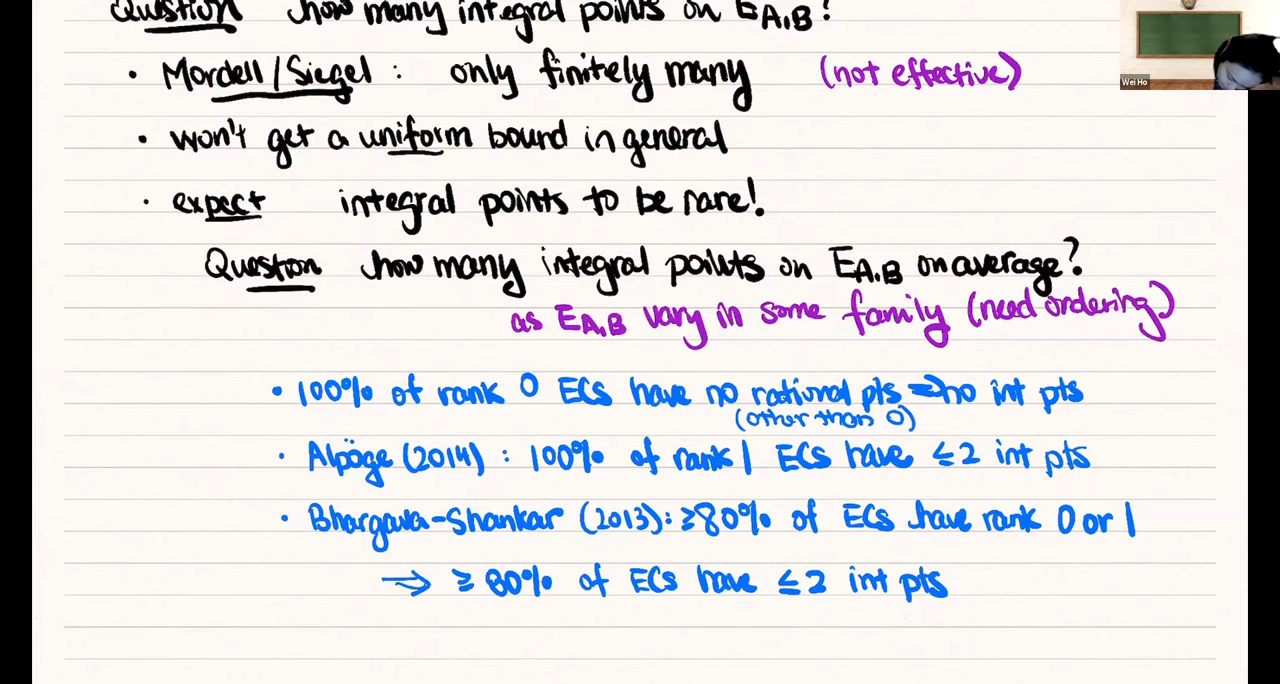 Question how many integral points on E_{A,B}?
• Mordell/Siegel : only finitely many (not effective)
Wei Ho
• won't get a uniform bound in general
• expect integral points to be rare!
Question how many integral points on E_{A,B} on average?
as E_{A,B} vary in some family (need ordering)
• 100% of rank 0 ECs have no rational pts ⇒ no int pts
(other than 0)
• Alpöge (2014) : 100% of rank 1 ECs have ≤ 2 int pts
• Bhargava-Shankar (2013): ≥80% of ECs have rank 0 or 1
⇒ ≥ 80% of ECs have ≤ 2 int pts